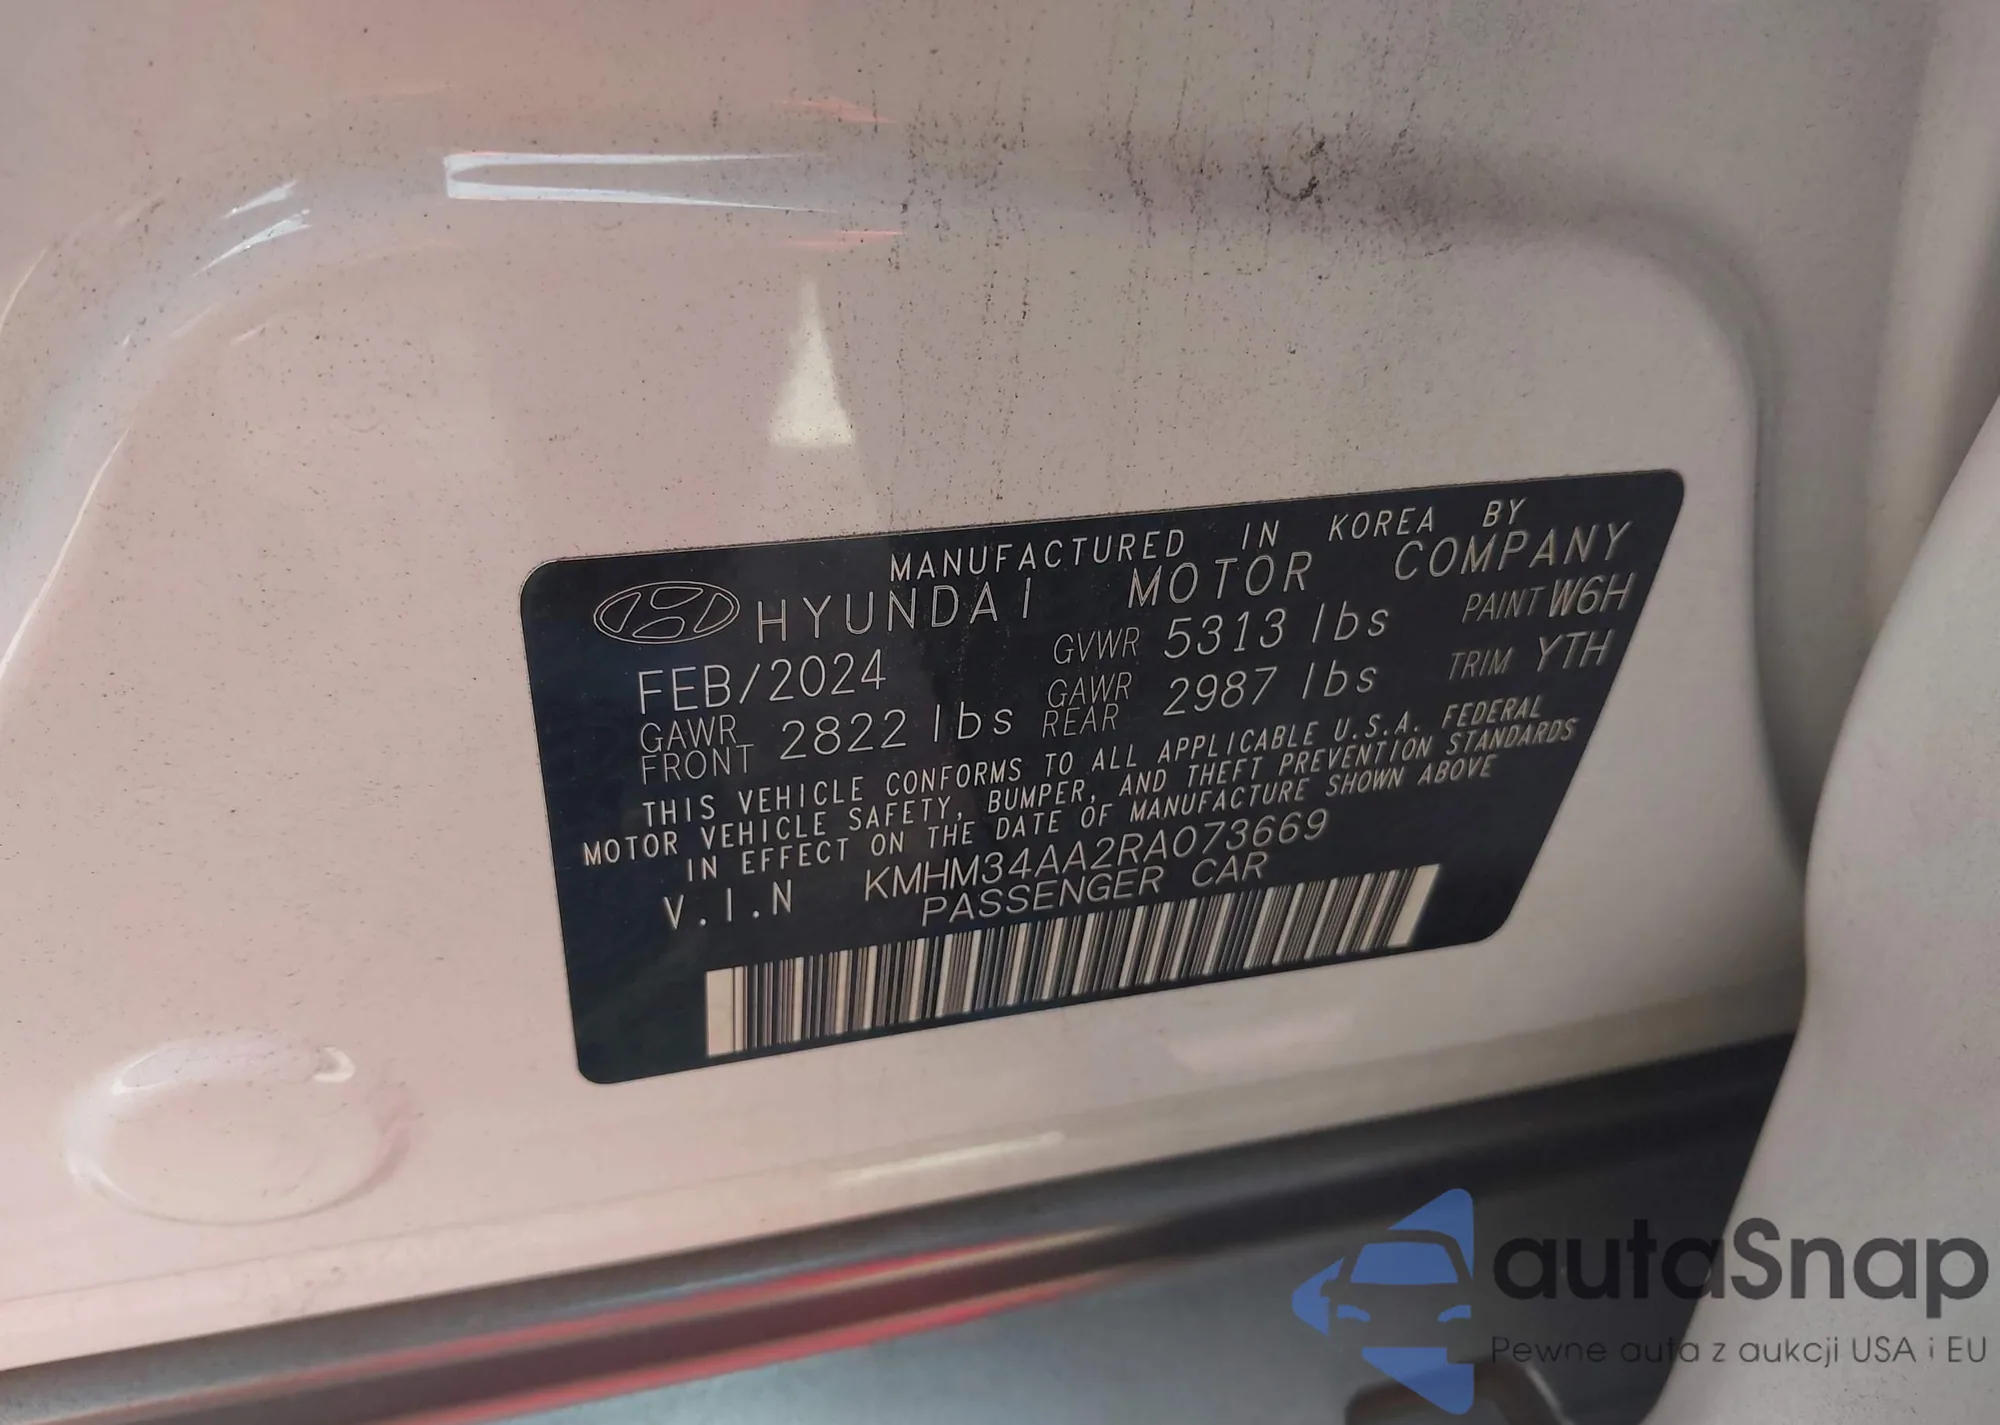 MANUFACTURED IN KOREA BY
HYUNDAI MOTOR COMPANY
FEB/2024 GVWR 5313 lbs PAINT W6H
GAWR FRONT 2822 lbs GAWR REAR 2987 lbs TRIM YTH
THIS VEHICLE CONFORMS TO ALL APPLICABLE U.S.A. FEDERAL
MOTOR VEHICLE SAFETY, BUMPER, AND THEFT PREVENTION STANDARDS
IN EFFECT ON THE DATE OF MANUFACTURE SHOWN ABOVE
V.I.N KMHM34AA2RA073669
PASSENGER CAR
autaSnap
Pewne auta z aukcji USA i EU